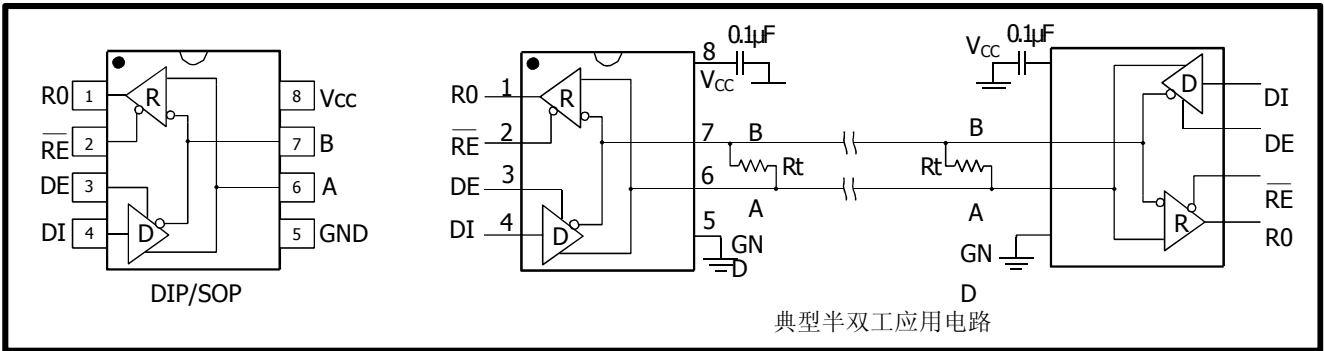 R0 1
R
8 Vcc
RE 2
7 B
DE 3
6 A
DI 4
D
5 GND
DIP/SOP
0.1µF
8
VCC
R0 1
R
RE 2
7 B
DE 3
Rt
6
A
DI 4
D
5
GN
D
VCC 0.1µF
D
DI
B
DE
Rt
RE
A
R
R0
GN
D
典型半双工应用电路